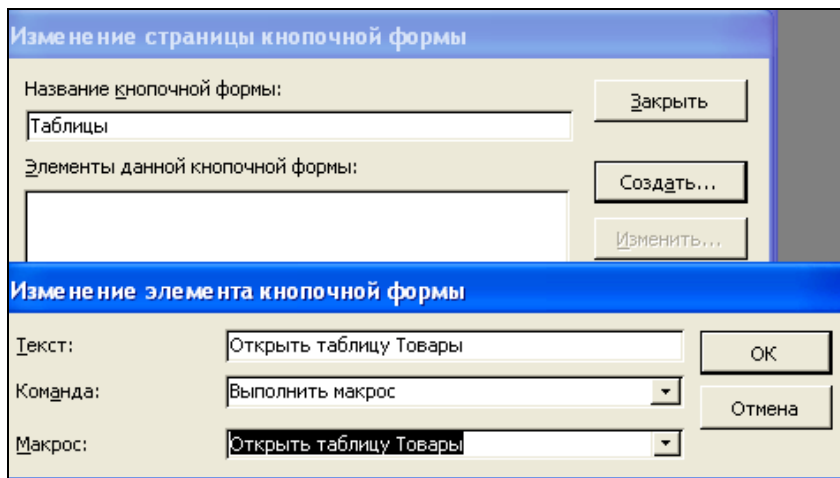 Изменение страницы кнопочной формы
Название кнопочной формы:
Закрыть
Таблицы
Элементы данной кнопочной формы:
Создать...
Изменить...
Изменение элемента кнопочной формы
Текст: Открыть таблицу Товары
ОК
Команда: Выполнить макрос
Отмена
Макрос: Открыть таблицу Товары